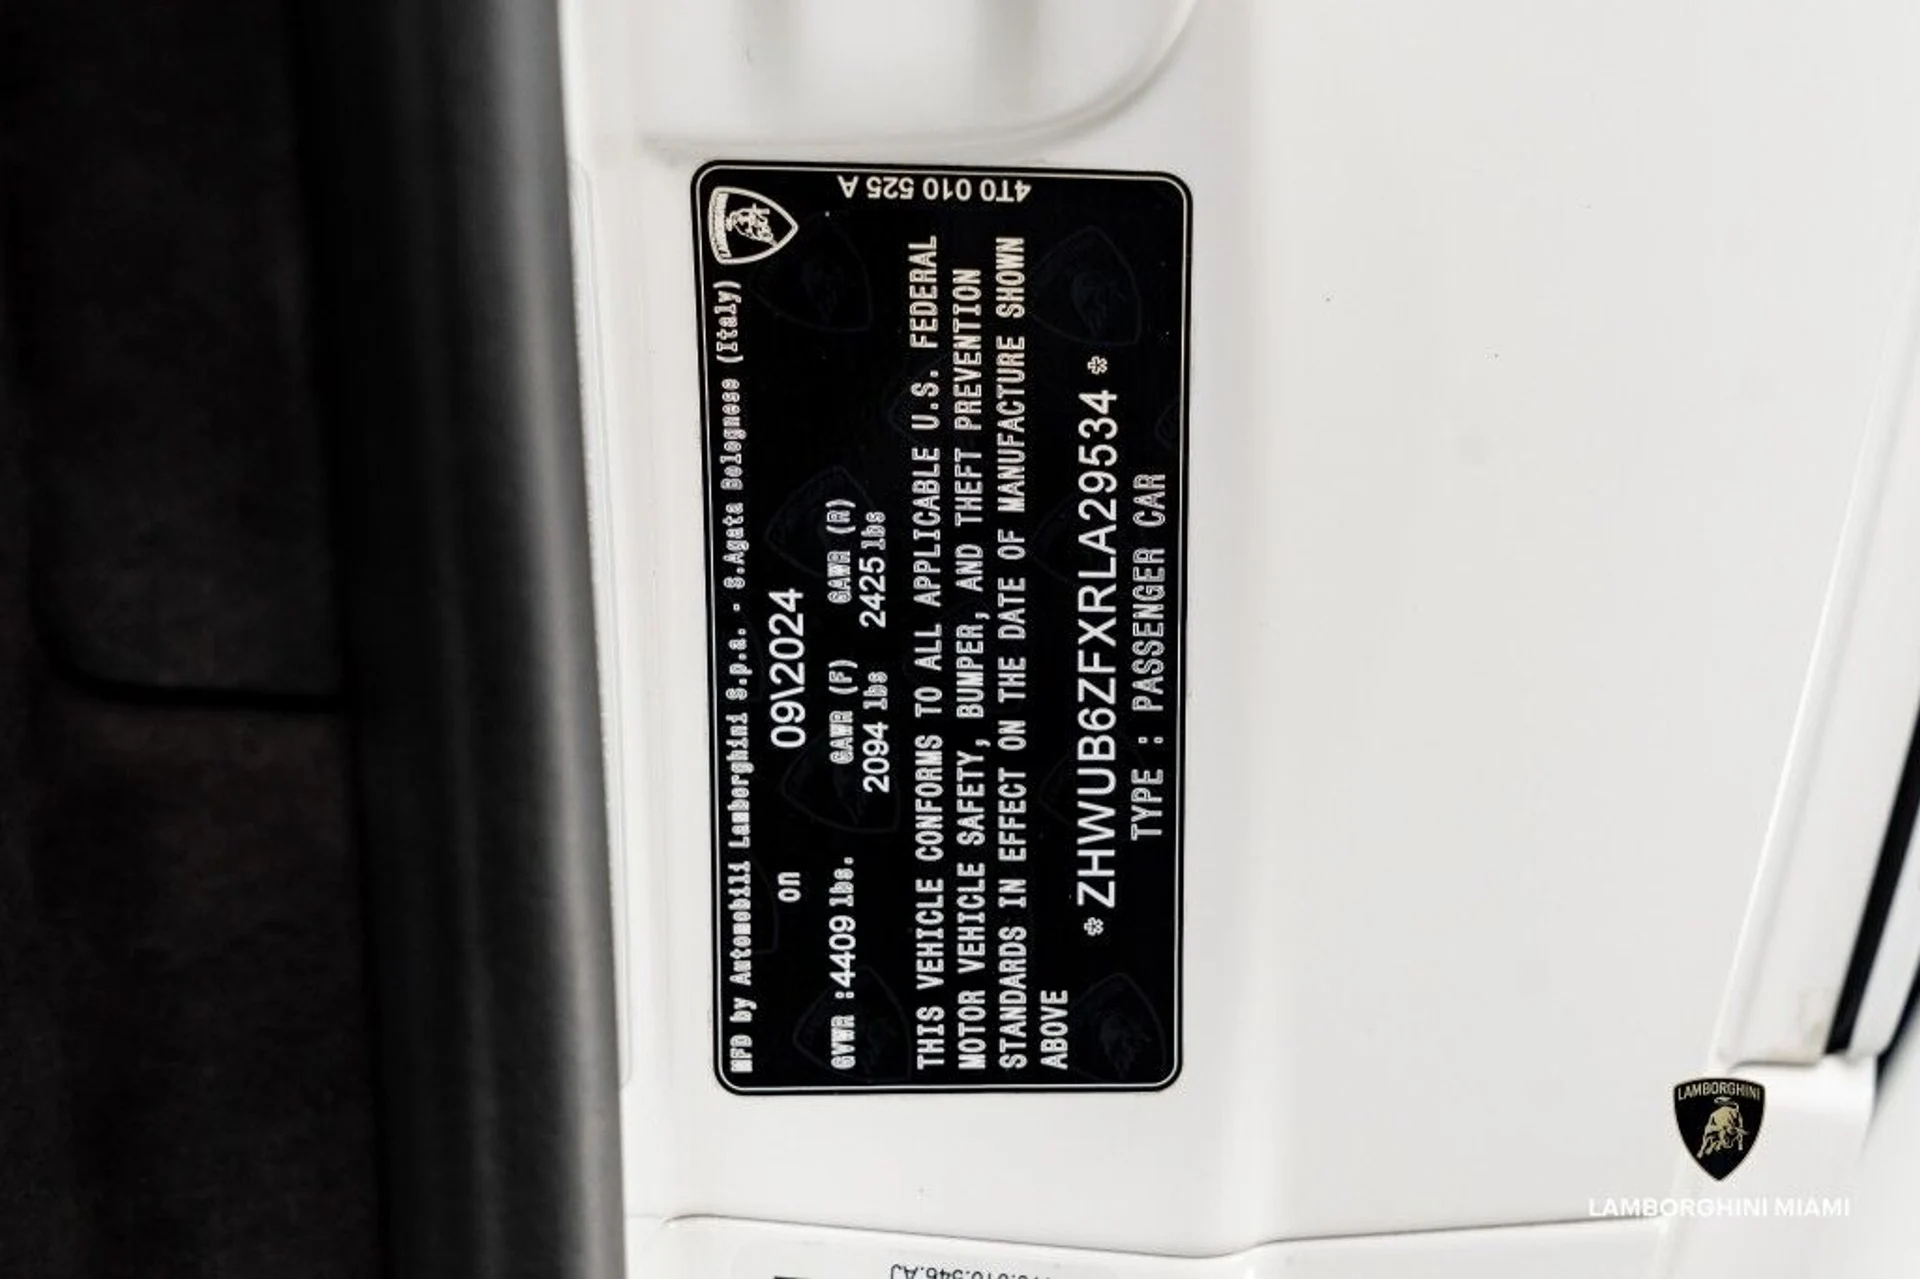 MFD by Automobili Lamborghini S.p.a. - S.Agata Bolognese (Italy)
LAMBORGHINI
on 09\2024
GVWR :4409 lbs. GAWR (F) GAWR (R)
2094 lbs 2425 lbs
THIS VEHICLE CONFORMS TO ALL APPLICABLE U.S. FEDERAL
MOTOR VEHICLE SAFETY, BUMPER, AND THEFT PREVENTION
STANDARDS IN EFFECT ON THE DATE OF MANUFACTURE SHOWN
ABOVE
* ZHWUB6ZFXRLA29534 *
TYPE : PASSENGER CAR
4T0 010 525 A
LAMBORGHINI
LAMBORGHINI MIAMI